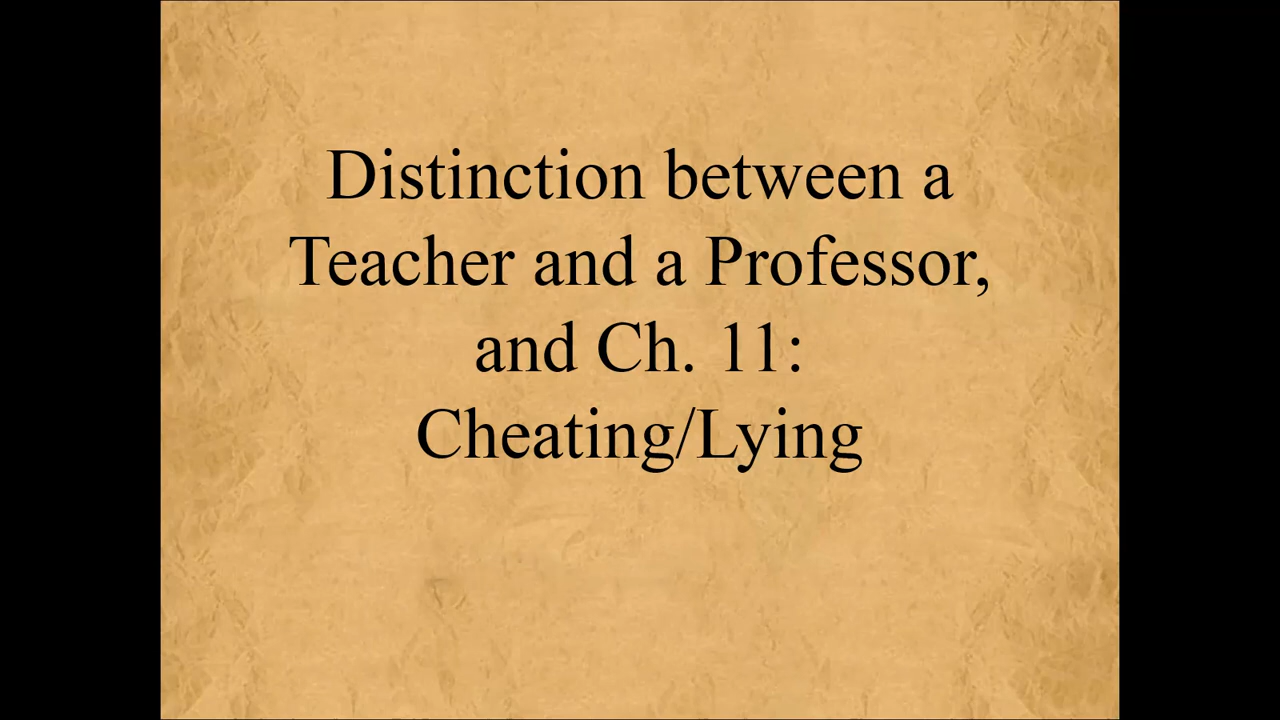 Distinction between a
Teacher and a Professor,
and Ch. 11:
Cheating/Lying